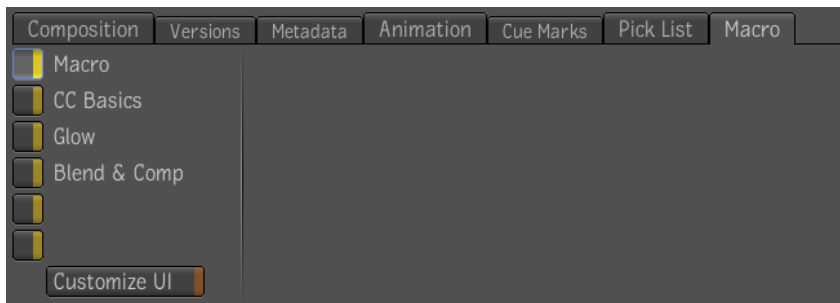 Composition Versions Metadata Animation Cue Marks Pick List Macro
Macro
CC Basics
Glow
Blend & Comp
Customize UI